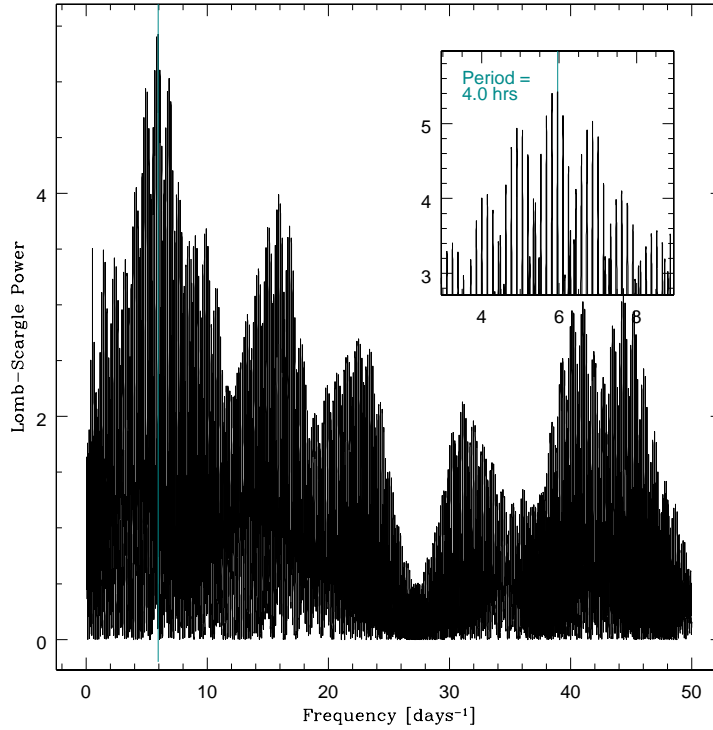 Period =
4.0 hrs
5
4
3
4 6 8
4
2
0
0 10 20 30 40 50
Lomb−Scargle Power
Frequency [days⁻¹]